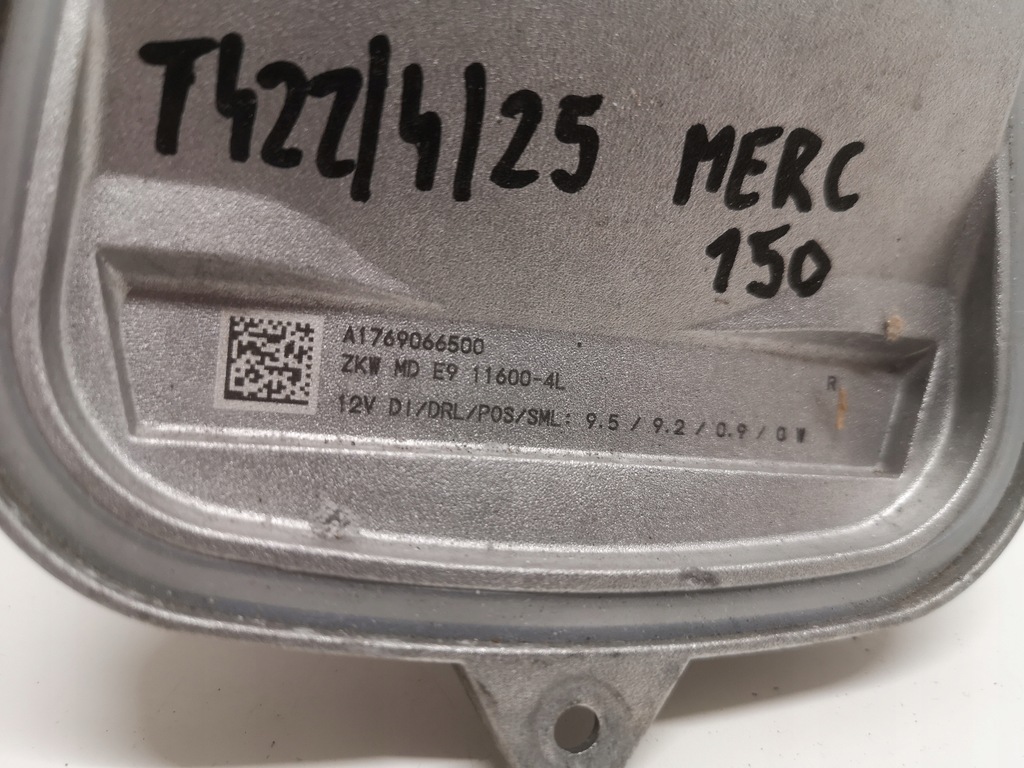 T422/4/25 MERC
150
A1769066500
ZKW MD E9 11600-4L
R
12V DI/DRL/POS/SML: 9.5 / 9.2 / 0.9 / 0 W